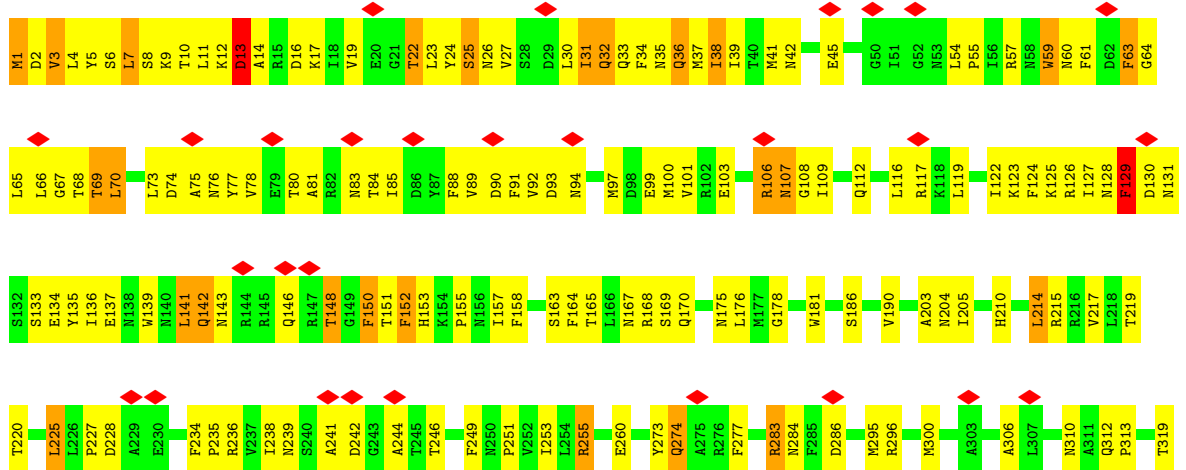 M1 D2 V3 L4 Y5 S6 L7 S8 K9 T10 L11 K12 D13 A14 R15 D16 K17 I18 V19 E20 G21 T22 L23 Y24 S25 N26 V27 S28 D29 L30 I31 Q32 Q33 F34 N35 Q36 M37 I38 I39 T40 M41 N42 E45 G50 I51 G52 N53 L54 P55 I56 R57 N58 W59 N60 F61 D62 F63 G64
L65 L66 G67 T68 T69 L70 L73 D74 A75 N76 Y77 V78 E79 T80 A81 R82 N83 T84 I85 D86 Y87 F88 V89 D90 F91 V92 D93 N94 M97 D98 E99 M100 V101 R102 E103 R106 N107 G108 I109 Q112 L116 R117 K118 L119 I122 K123 F124 K125 R126 I127 N128 F129 D130 N131
S132 S133 E134 Y135 I136 E137 N138 W139 N140 L141 Q142 N143 R144 R145 Q146 R147 T148 G149 F150 T151 F152 H153 K154 P155 N156 I157 F158 S163 F164 T165 L166 N167 R168 S169 Q170 N175 L176 M177 G178 W181 S186 V190 A203 N204 I205 H210 L214 R215 R216 V217 L218 T219
T220 L225 L226 P227 D228 A229 E230 F234 P235 R236 V237 I238 N239 S240 A241 D242 G243 A244 T245 T246 F249 N250 P251 V252 I253 L254 R255 E260 Y273 Q274 A275 R276 F277 R283 N284 F285 D286 M295 R296 M300 A303 A306 L307 N310 A311 Q312 P313 T319